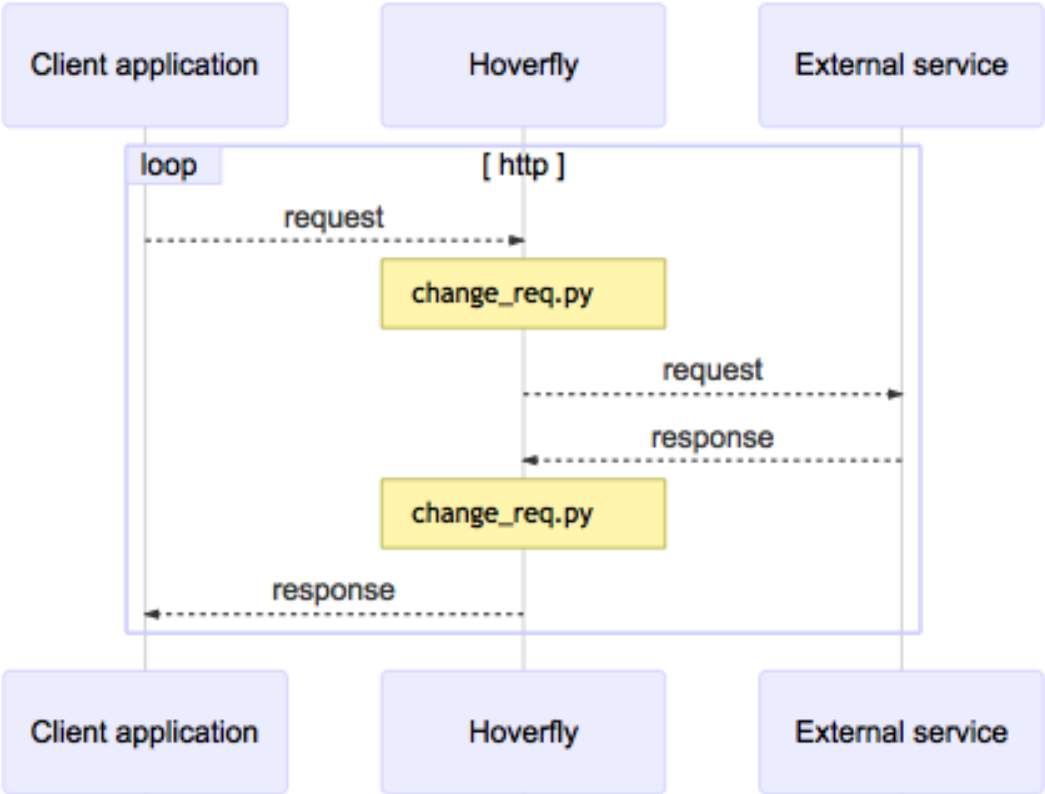 Client application
Hoverfly
External service
loop
[ http ]
request
change_req.py
request
response
change_req.py
response
Client application
Hoverfly
External service